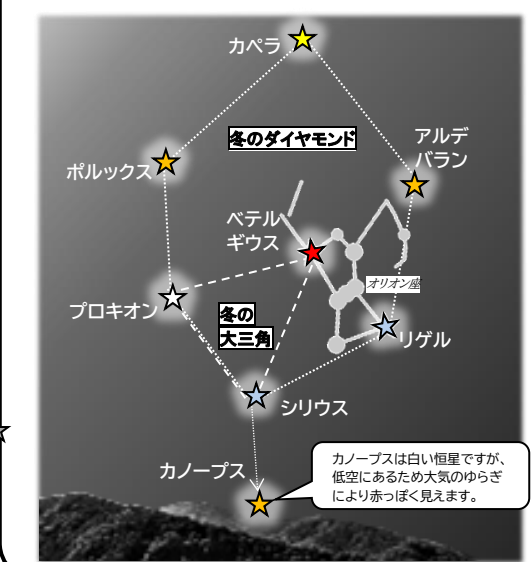 カペラ
冬のダイヤモンド
アルデ
バラン
ポルックス
ベテル
ギウス
オリオン座
プロキオン
冬の
大三角
リゲル
シリウス
カノープス
カノープスは白い恒星ですが、
低空にあるため大気のゆらぎ
により赤っぽく見えます。